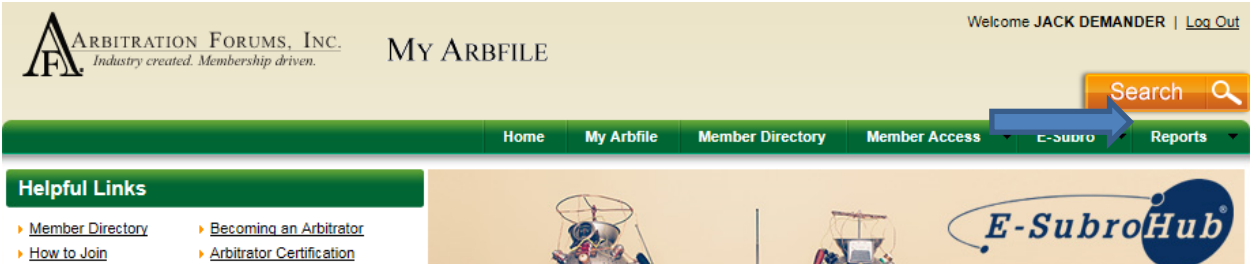 Welcome JACK DEMANDER | Log Out
ARBITRATION FORUMS, INC.
Industry created. Membership driven.
MY ARBFILE
AF
Search
Home My Arbfile Member Directory Member Access E-Subro Reports
Helpful Links
Member Directory Becoming an Arbitrator
How to Join Arbitrator Certification
E-SubroHub®